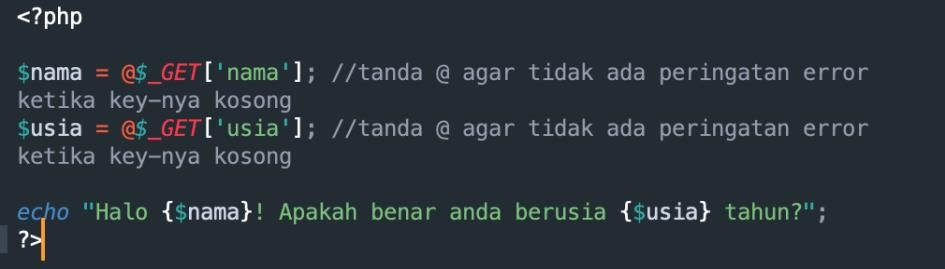 <?php
$nama = @$_GET['nama']; //tanda @ agar tidak ada peringatan error
ketika key-nya kosong
$usia = @$_GET['usia']; //tanda @ agar tidak ada peringatan error
ketika key-nya kosong
echo "Halo {$nama}! Apakah benar anda berusia {$usia} tahun?";
?>